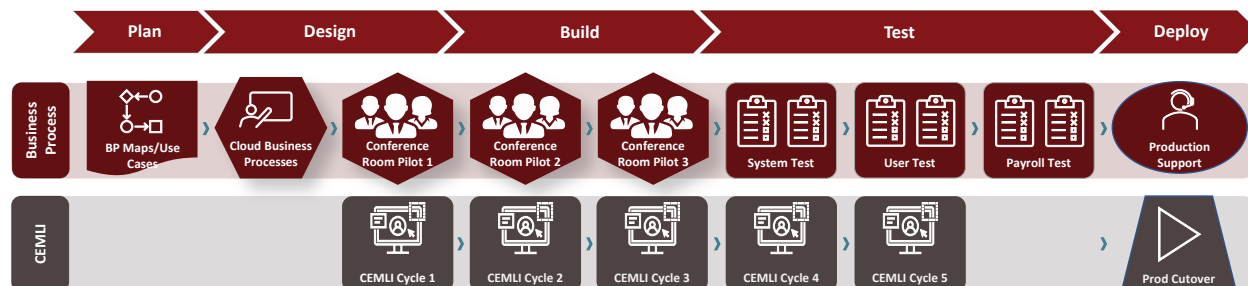 Plan
Design
Build
Test
Deploy
Business
Process
BP Maps/Use
Cases
Cloud Business
Processes
Conference
Room Pilot 1
Conference
Room Pilot 2
Conference
Room Pilot 3
System Test
User Test
Payroll Test
Production
Support
CEMLI
CEMLI Cycle 1
CEMLI Cycle 2
CEMLI Cycle 3
CEMLI Cycle 4
CEMLI Cycle 5
Prod Cutover